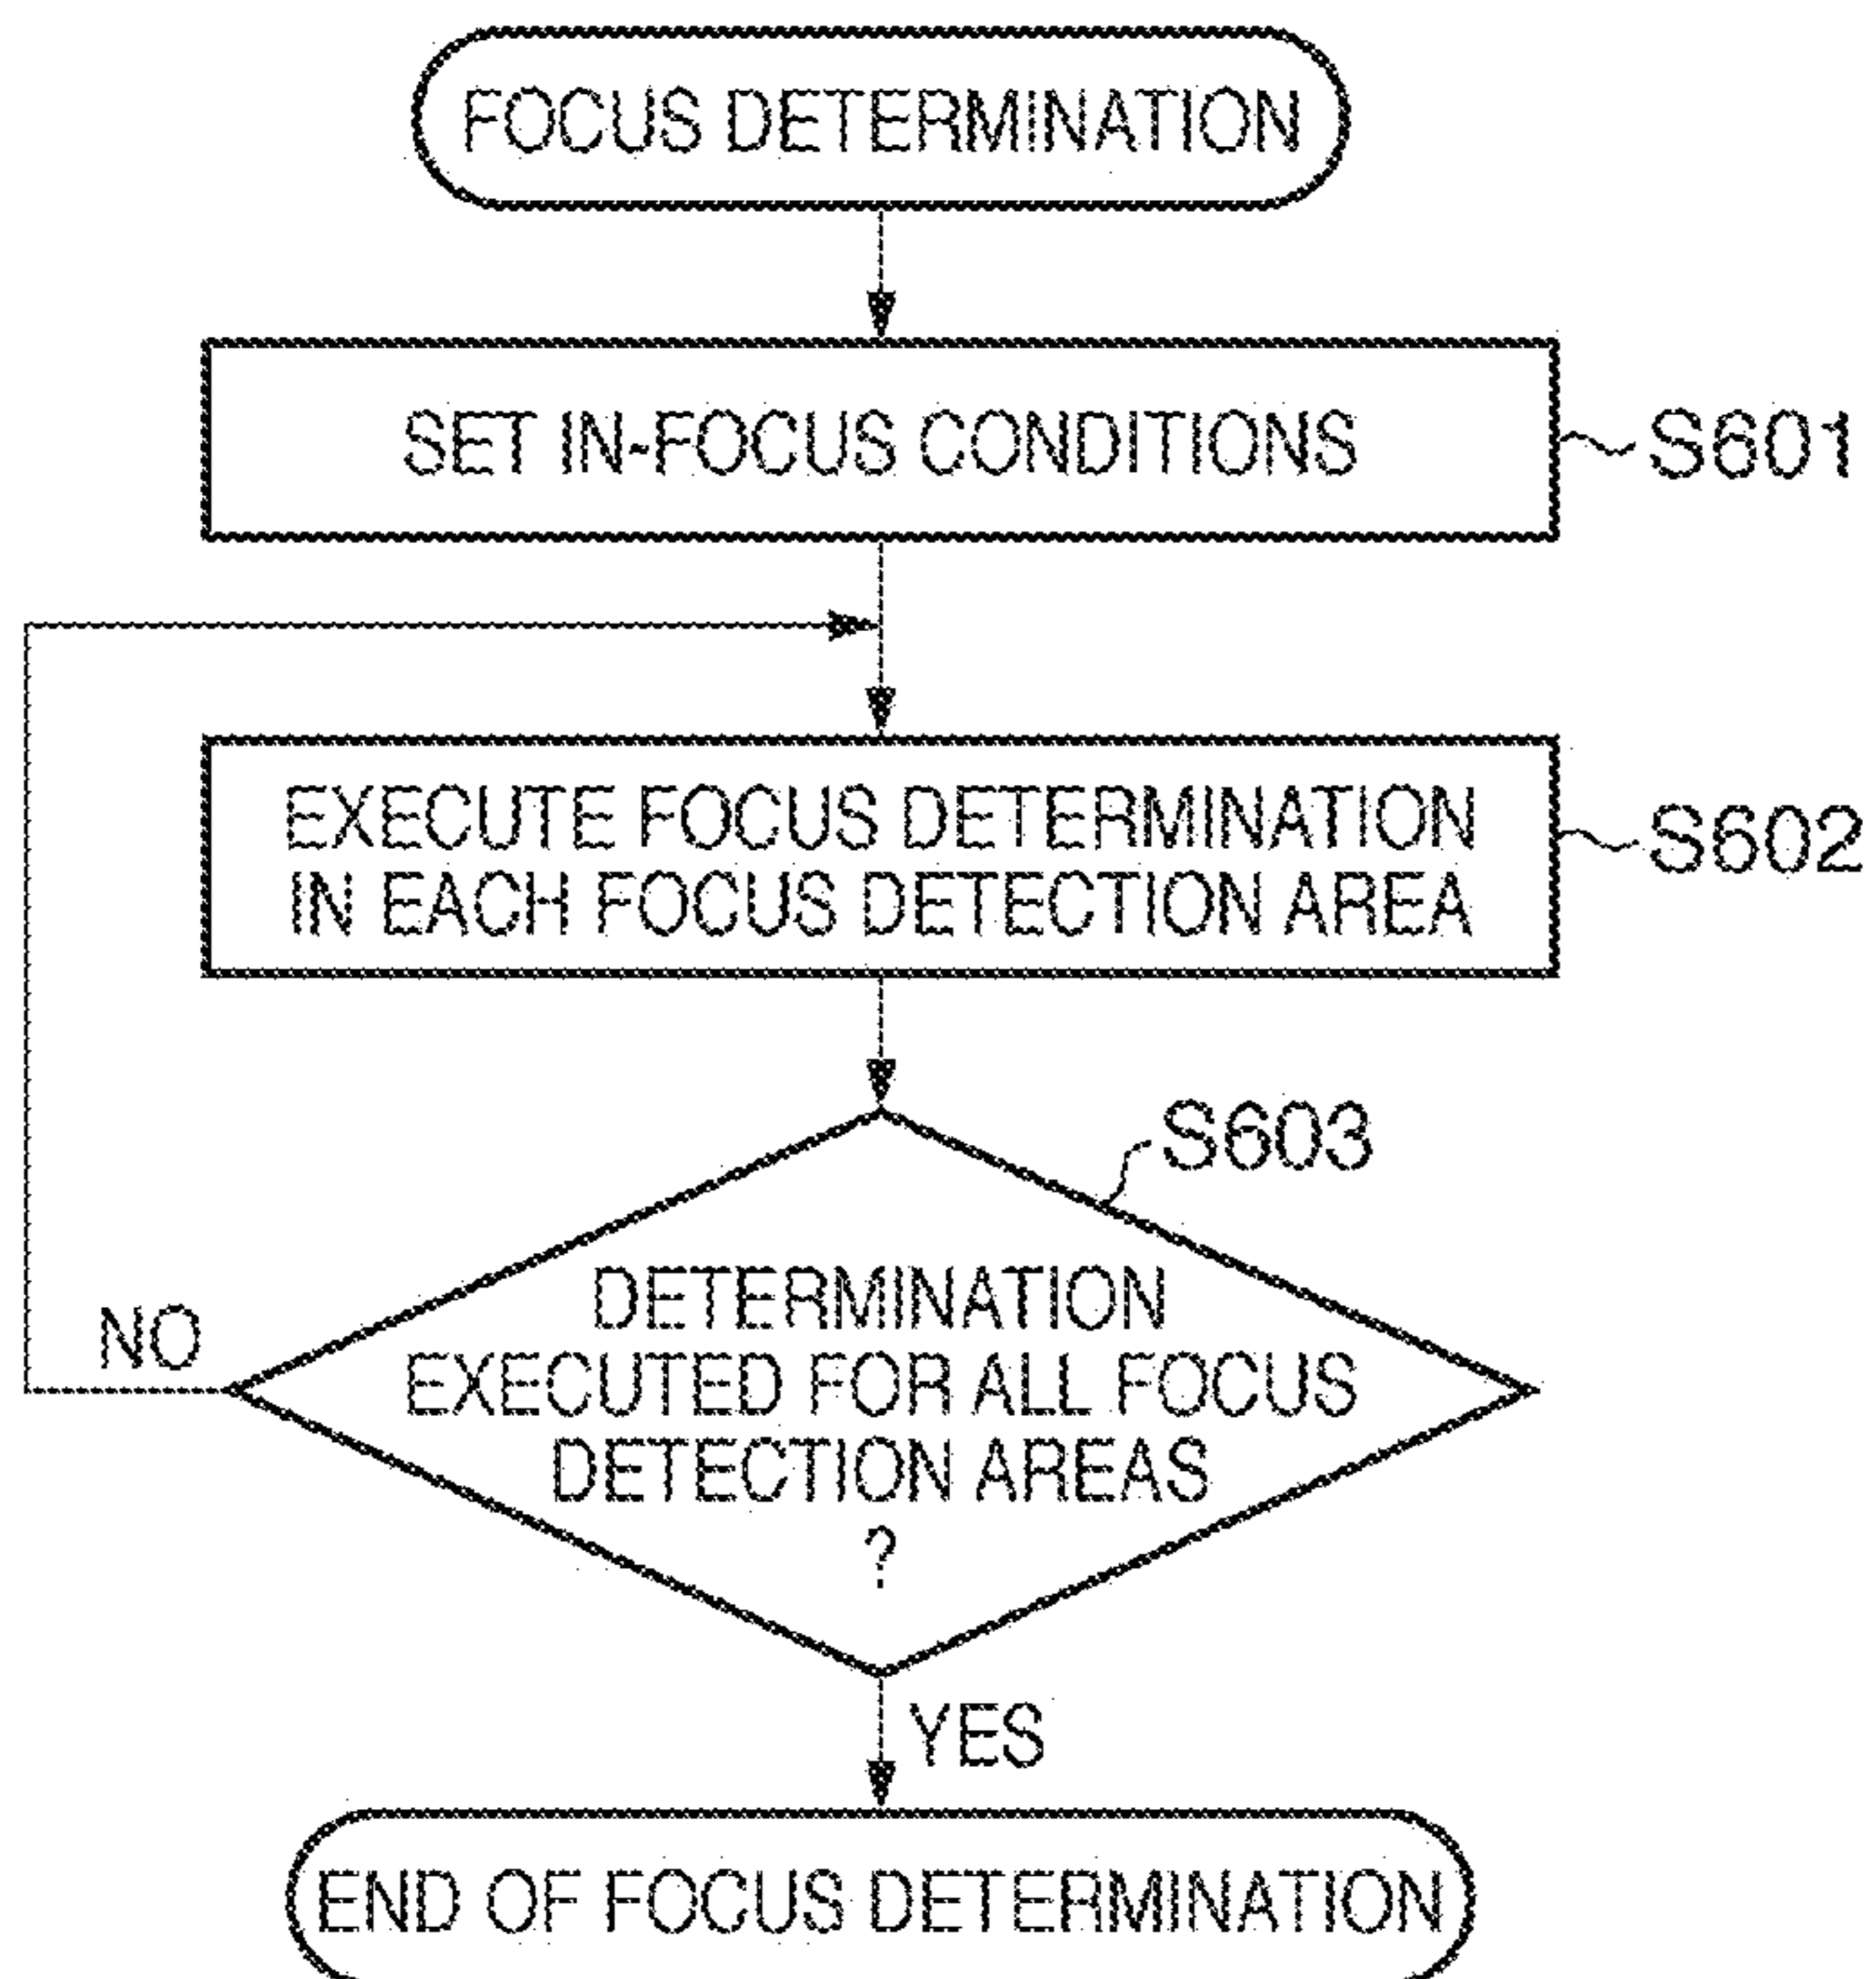 FOCUS DETERMINATION
SET IN-FOCUS CONDITIONS
S601
EXECUTE FOCUS DETERMINATION
IN EACH FOCUS DETECTION AREA
S602
S603
DETERMINATION
EXECUTED FOR ALL FOCUS
DETECTION AREAS
?
NO
YES
END OF FOCUS DETERMINATION